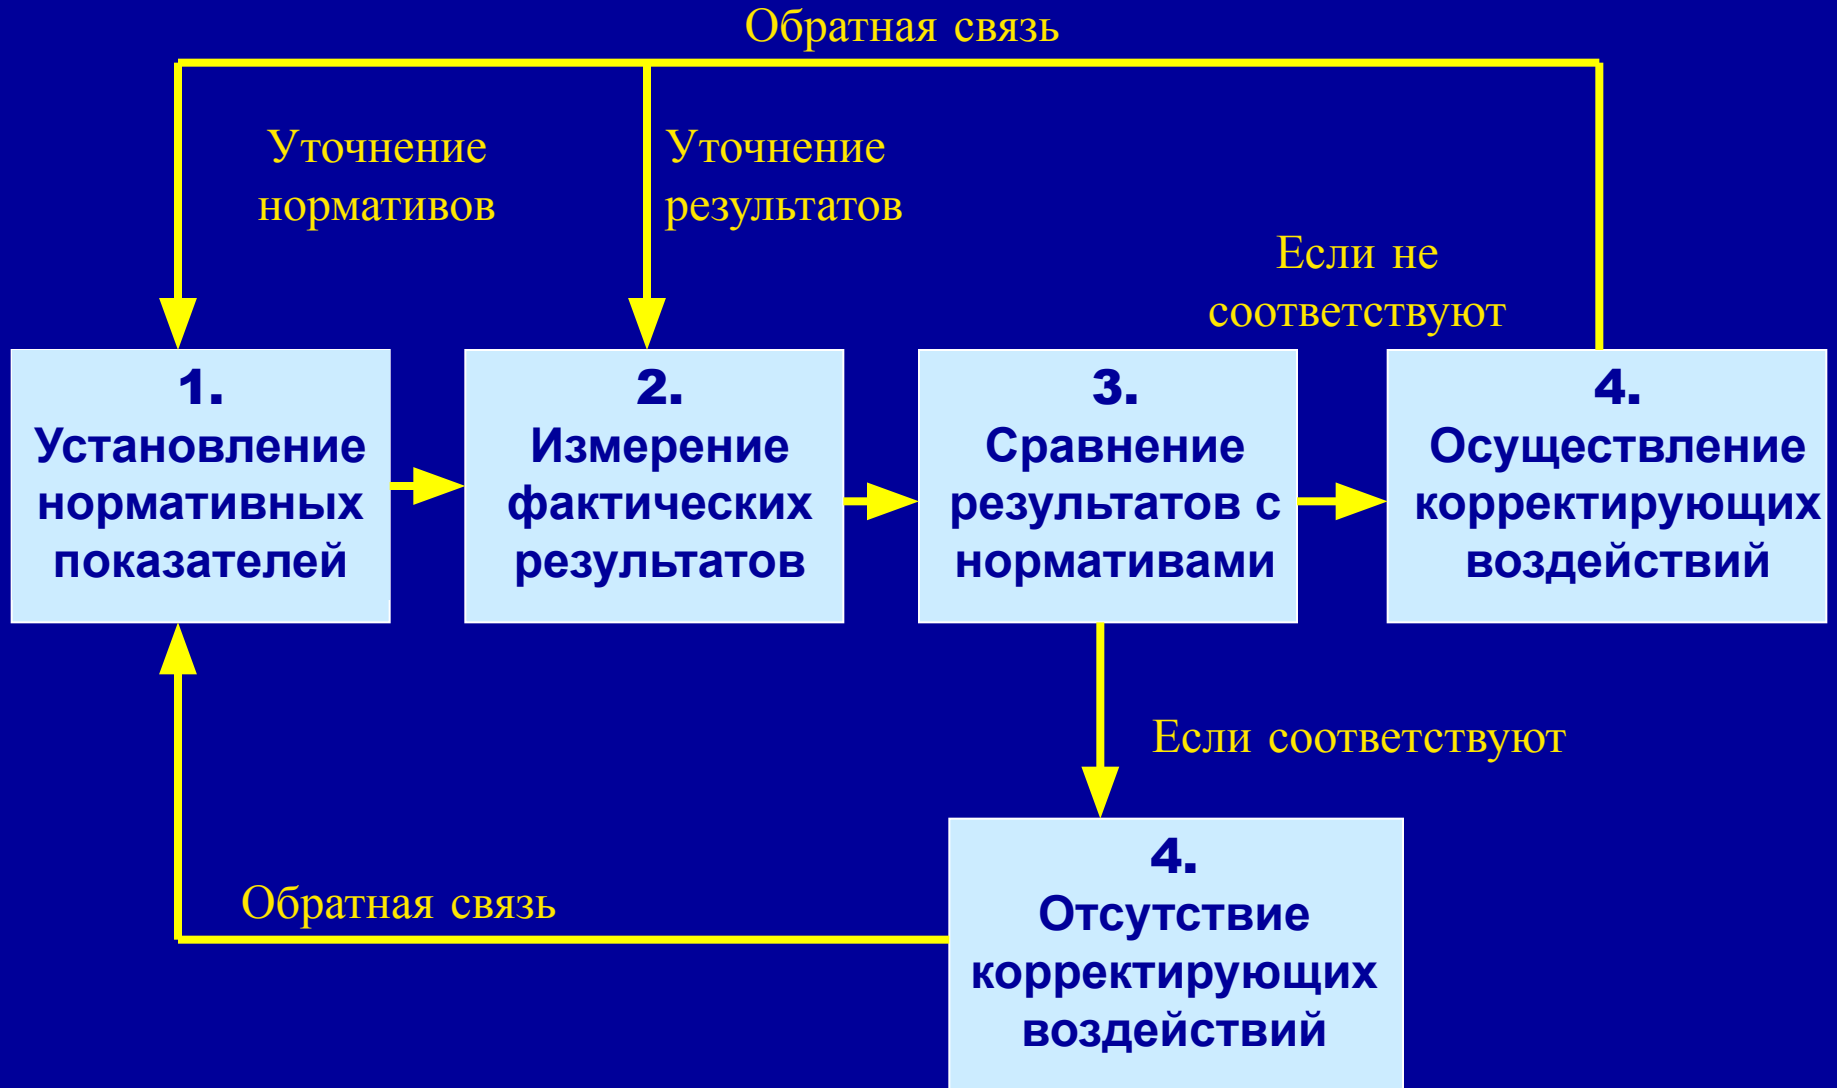 Обратная связь
Уточнение
нормативов
Уточнение
результатов
Если не
соответствуют
1.
Установление
нормативных
показателей
2.
Измерение
фактических
результатов
3.
Сравнение
результатов с
нормативами
4.
Осуществление
корректирующих
воздействий
Если соответствуют
Обратная связь
4.
Отсутствие
корректирующих
воздействий